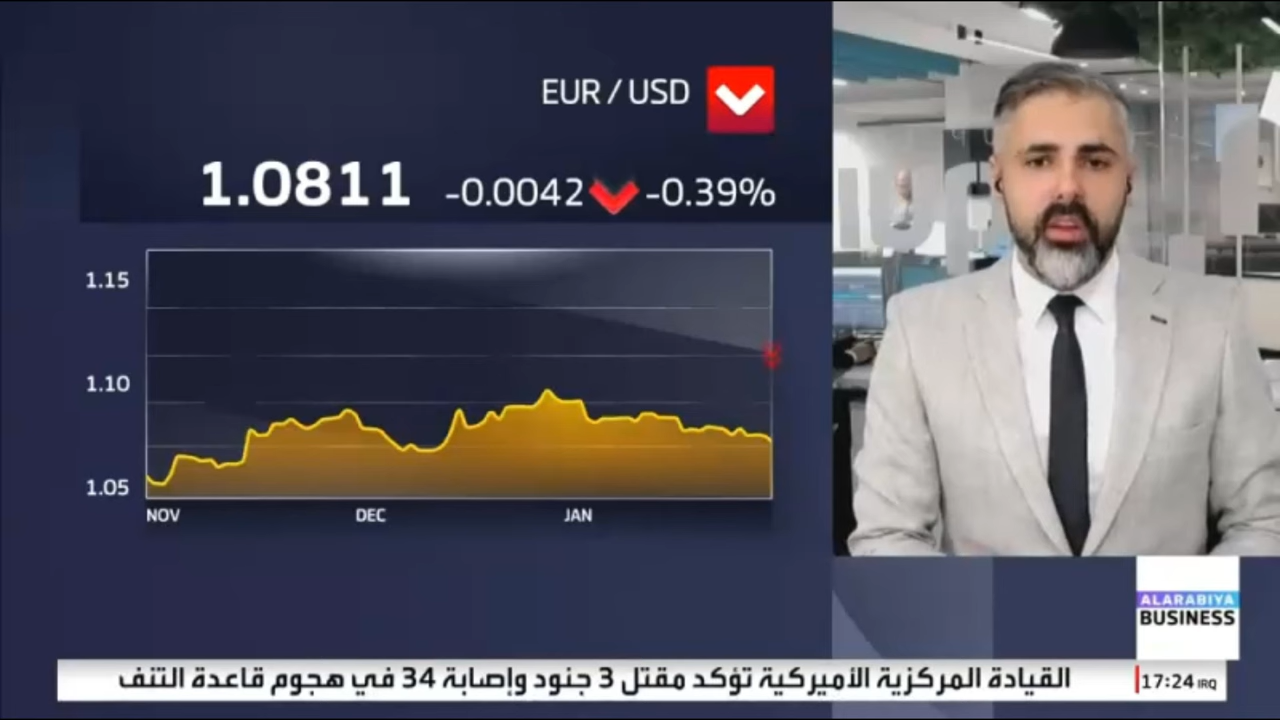 EUR / USD
1.0811 -0.0042 -0.39%
1.15
1.10
1.05
NOV DEC JAN
ALARABIYA
BUSINESS
القيادة المركزية الأميركية تؤكد مقتل 3 جنود وإصابة 34 في هجوم قاعدة التنف
17:24 IRQ